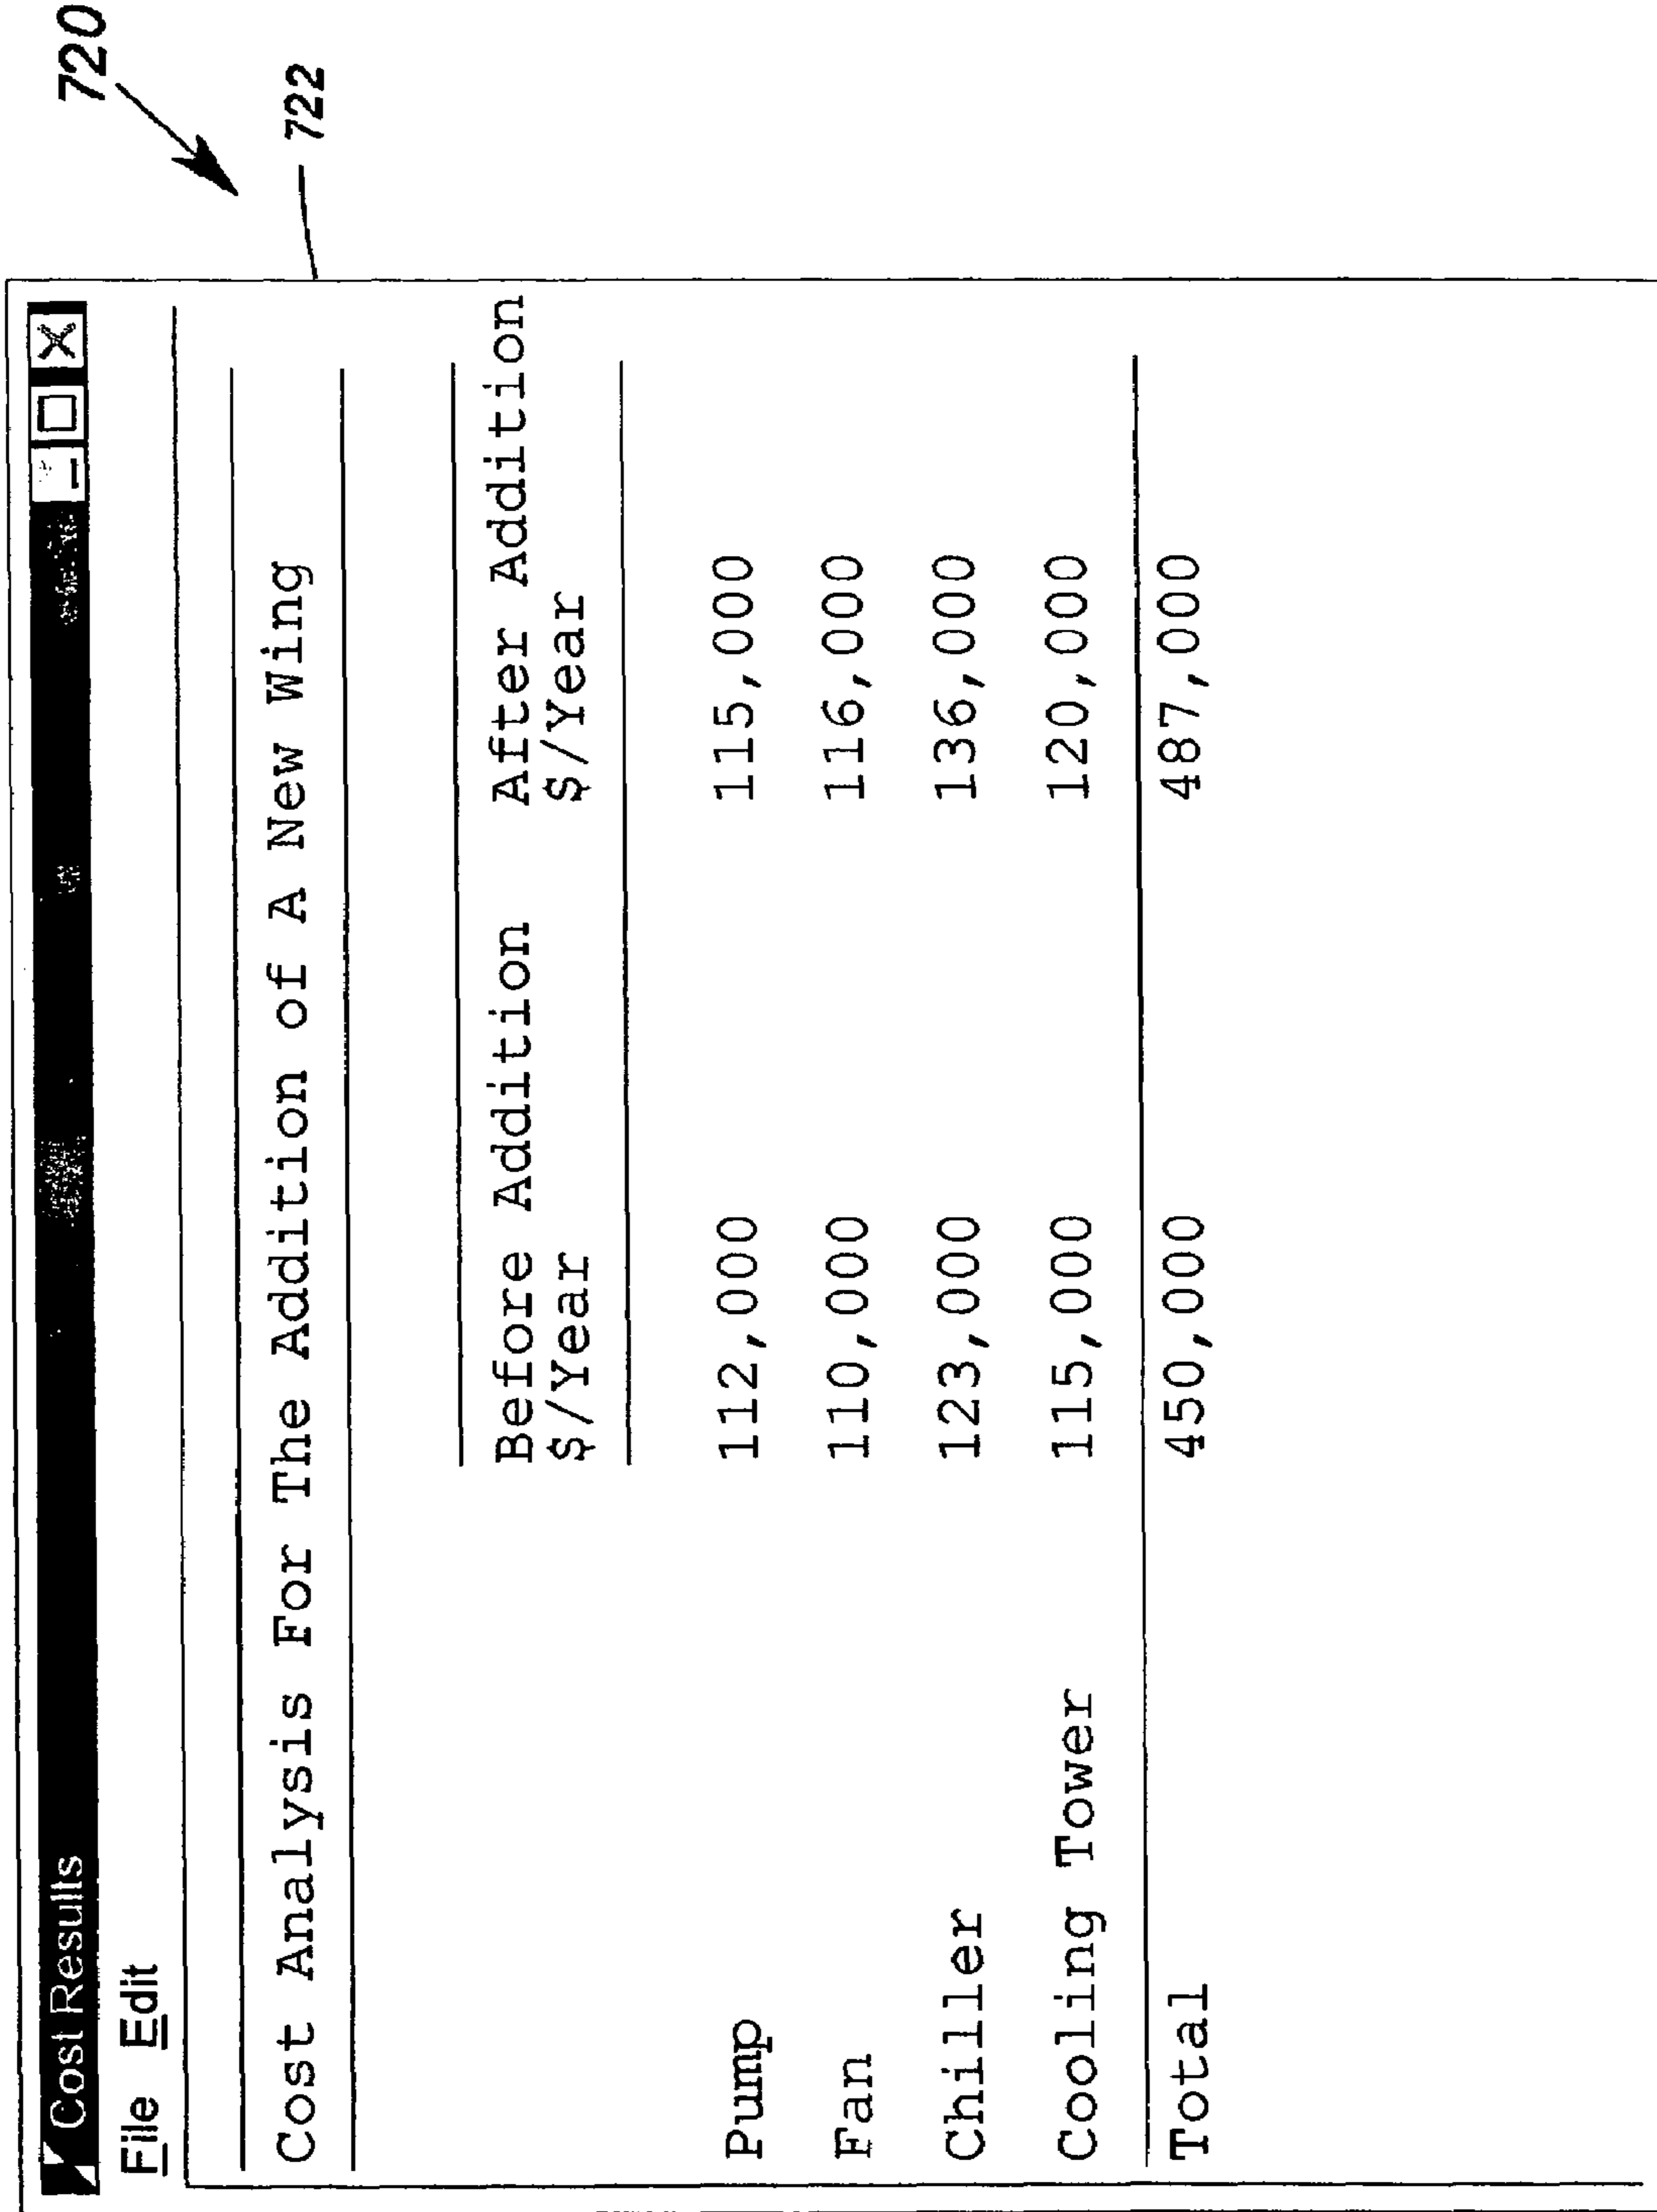 720
Cost Results
File Edit
722
Cost Analysis For The Addition of A New Wing
Before Addition After Addition
$/Year $/Year
Pump 112,000 115,000
Fan 110,000 116,000
Chiller 123,000 136,000
Cooling Tower 115,000 120,000
Total 450,000 487,000